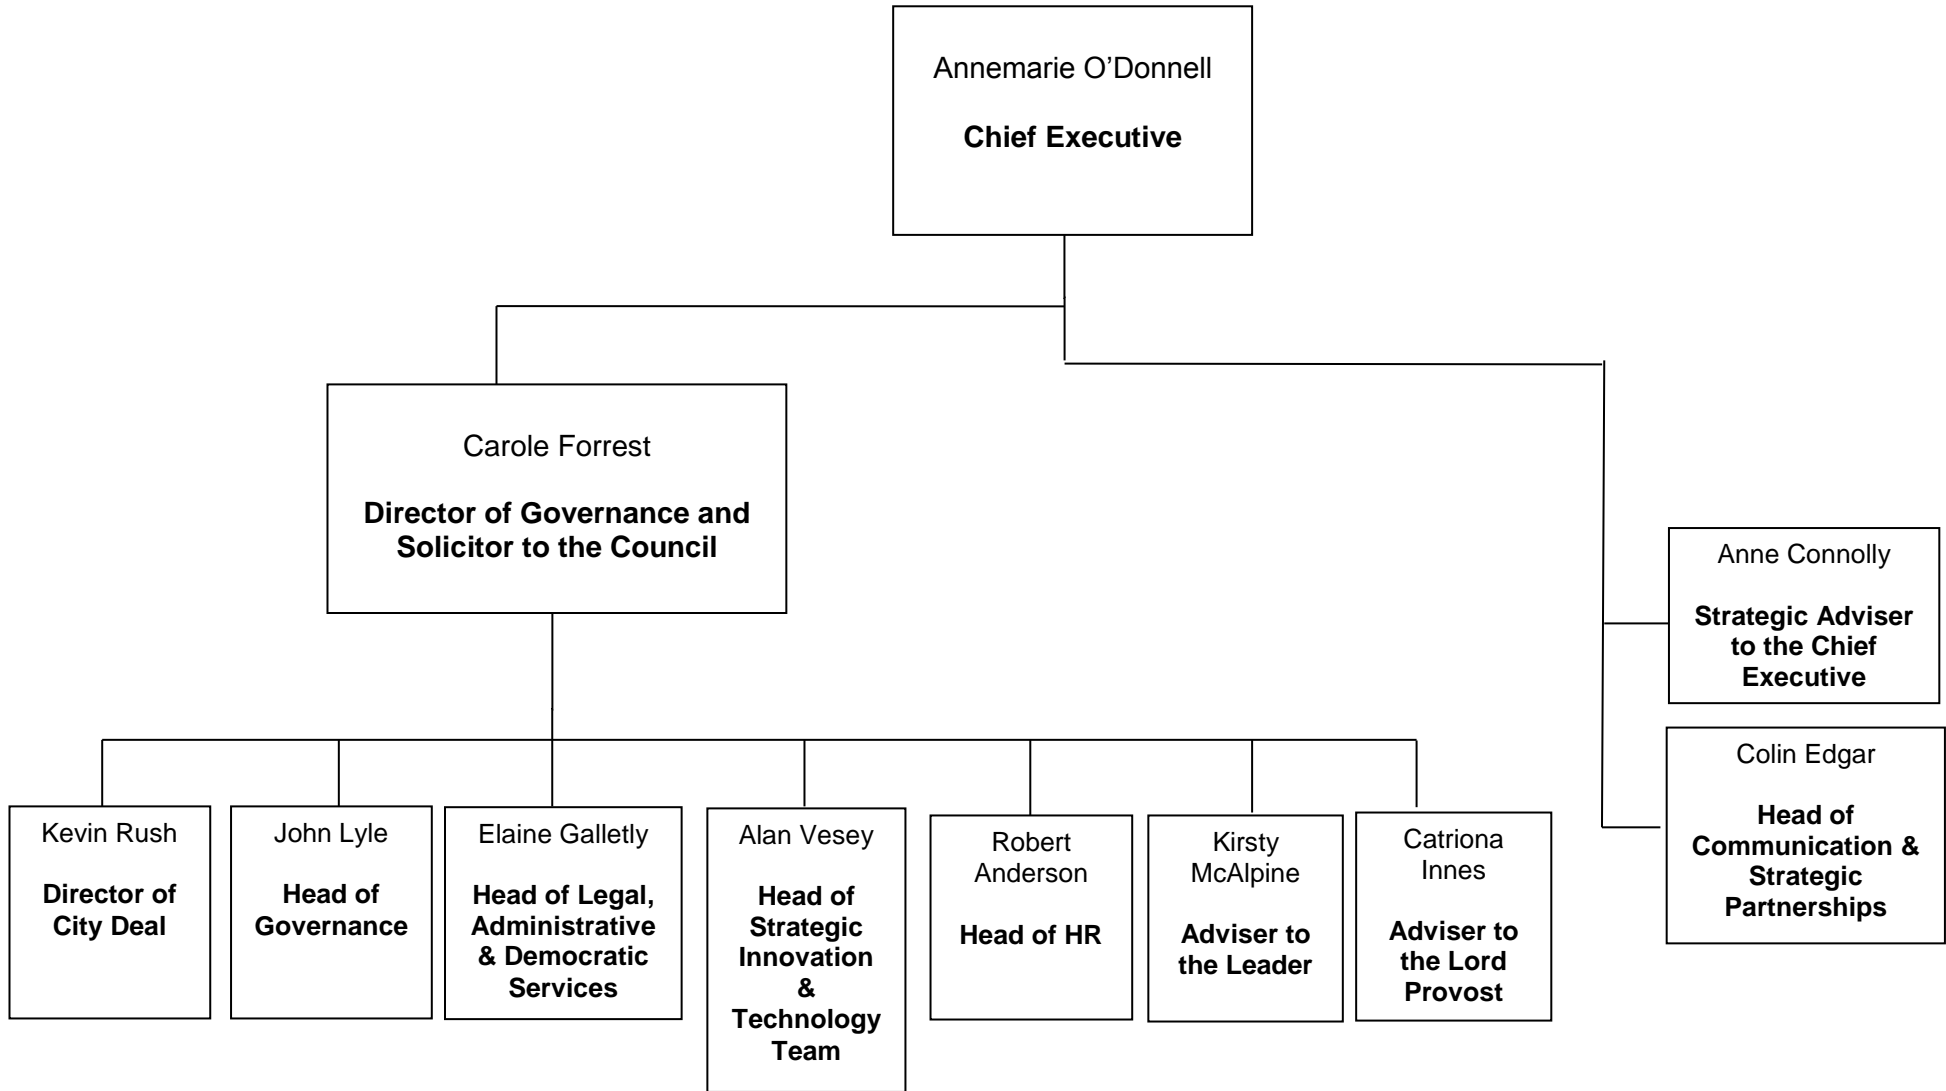 Annemarie O’Donnell
Chief Executive
Carole Forrest
Director of Governance and
Solicitor to the Council
Anne Connolly
Strategic Adviser
to the Chief
Executive
Colin Edgar
Head of
Communication &
Strategic
Partnerships
Kevin Rush
Director of
City Deal
John Lyle
Head of
Governance
Elaine Galletly
Head of Legal,
Administrative
& Democratic
Services
Alan Vesey
Head of
Strategic
Innovation
&
Technology
Team
Robert
Anderson
Head of HR
Kirsty
McAlpine
Adviser to
the Leader
Catriona
Innes
Adviser to
the Lord
Provost